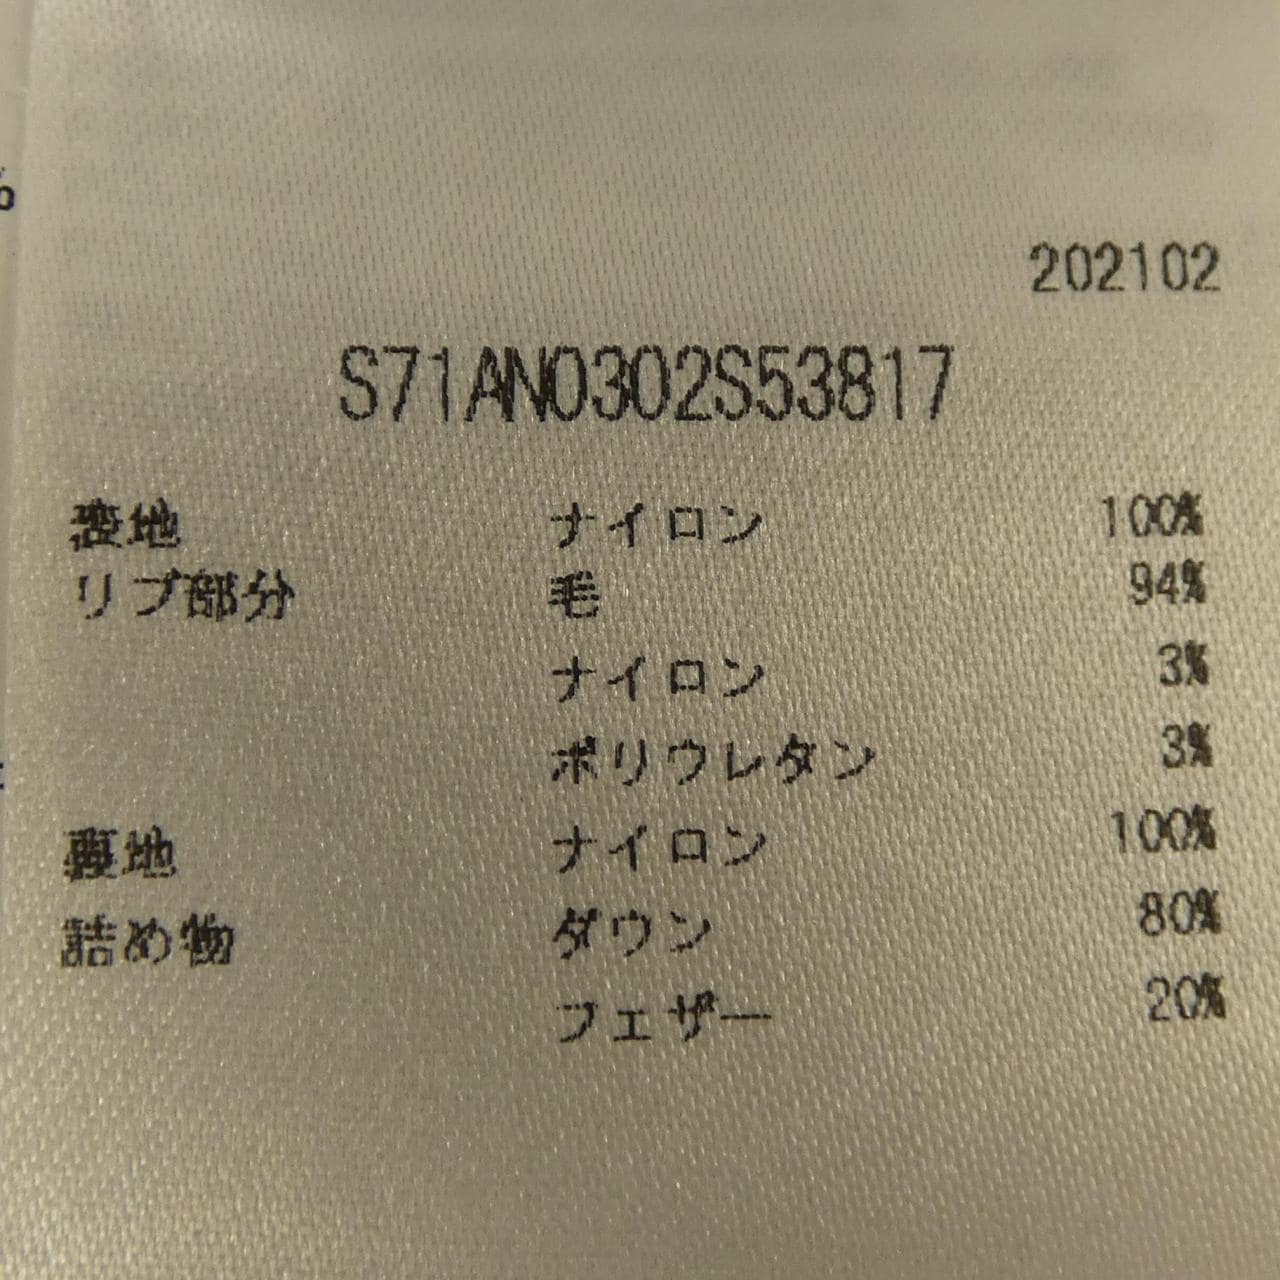 202102
S71AN0302S53817
表地 ナイロン 100%
リブ部分 毛 94%
ナイロン 3%
ポリウレタン 3%
裏地 ナイロン 100%
詰め物 ダウン 80%
フェザー 20%